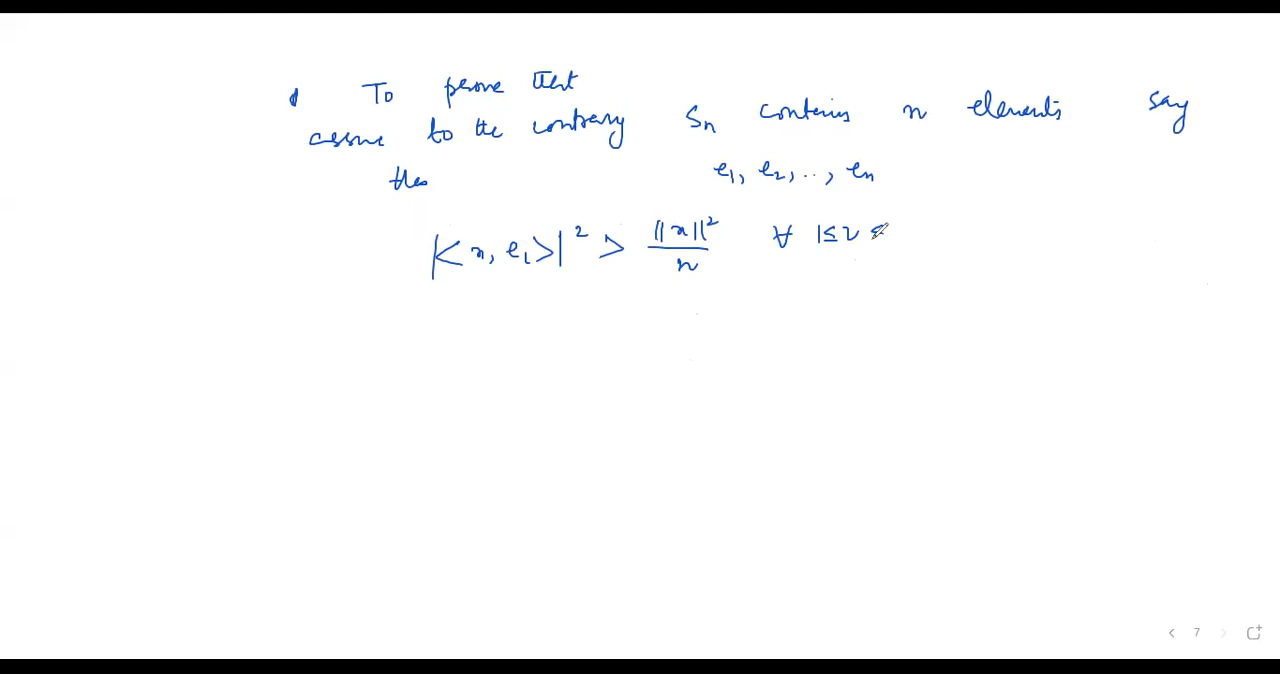 To prove that
assume to the contrary Sₙ contains n elements say
e₁, e₂, .., eₙ
then
|<x, e₁>|² > ||x||²/n ∀ 1≤i≤
7